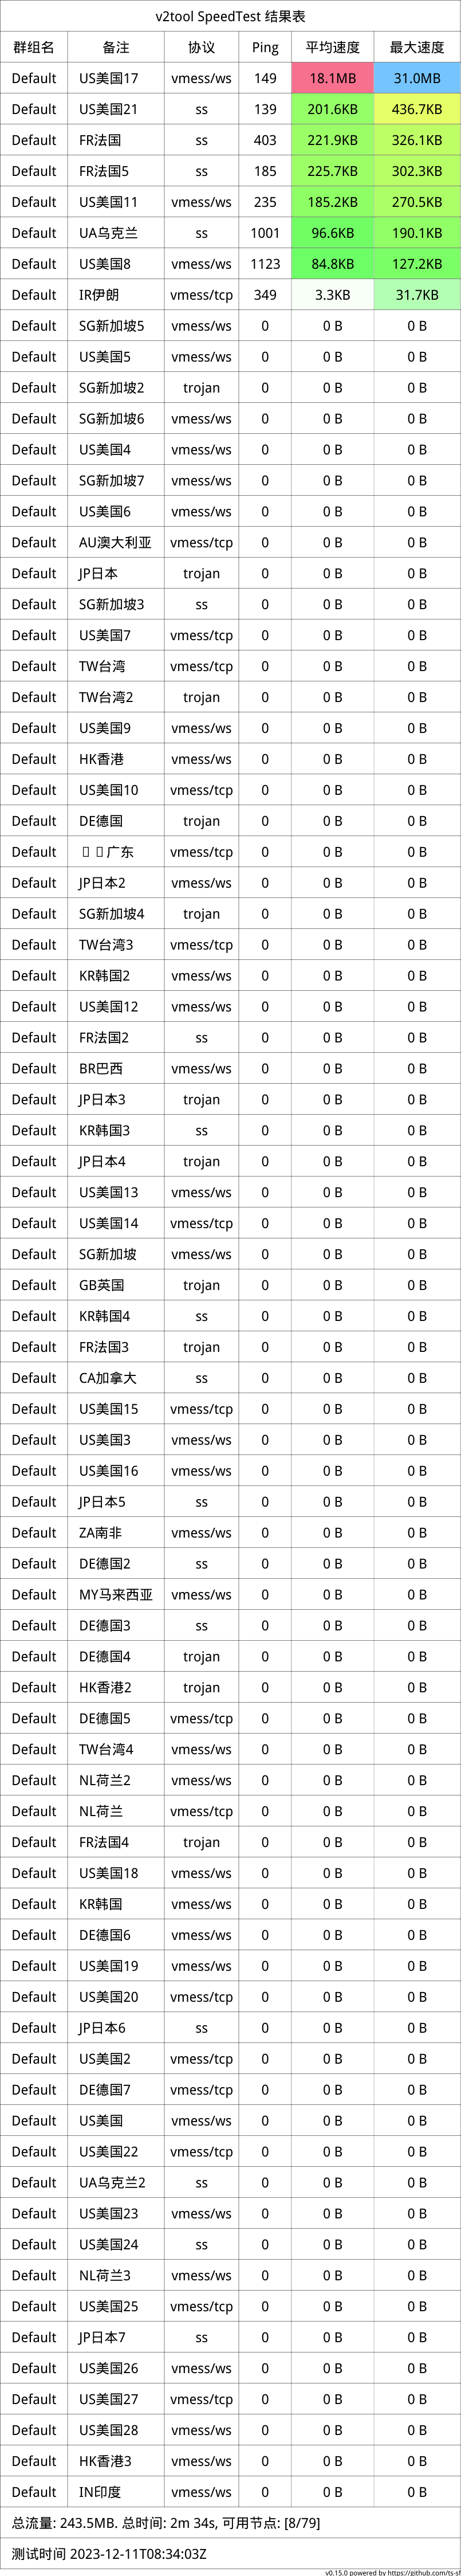 v2tool SpeedTest 结果表
群组名 备注 协议 Ping 平均速度 最大速度
Default US美国17 vmess/ws 149 18.1MB 31.0MB
Default US美国21 ss 139 201.6KB 436.7KB
Default FR法国 ss 403 221.9KB 326.1KB
Default FR法国5 ss 185 225.7KB 302.3KB
Default US美国11 vmess/ws 235 185.2KB 270.5KB
Default UA乌克兰 ss 1001 96.6KB 190.1KB
Default US美国8 vmess/ws 1123 84.8KB 127.2KB
Default IR伊朗 vmess/tcp 349 3.3KB 31.7KB
Default SG新加坡5 vmess/ws 0 0 B 0 B
Default US美国5 vmess/ws 0 0 B 0 B
Default SG新加坡2 trojan 0 0 B 0 B
Default SG新加坡6 vmess/ws 0 0 B 0 B
Default US美国4 vmess/ws 0 0 B 0 B
Default SG新加坡7 vmess/ws 0 0 B 0 B
Default US美国6 vmess/ws 0 0 B 0 B
Default AU澳大利亚 vmess/tcp 0 0 B 0 B
Default JP日本 trojan 0 0 B 0 B
Default SG新加坡3 ss 0 0 B 0 B
Default US美国7 vmess/tcp 0 0 B 0 B
Default TW台湾 vmess/tcp 0 0 B 0 B
Default TW台湾2 trojan 0 0 B 0 B
Default US美国9 vmess/ws 0 0 B 0 B
Default HK香港 vmess/ws 0 0 B 0 B
Default US美国10 vmess/tcp 0 0 B 0 B
Default DE德国 trojan 0 0 B 0 B
Default 广东 vmess/tcp 0 0 B 0 B
Default JP日本2 vmess/ws 0 0 B 0 B
Default SG新加坡4 trojan 0 0 B 0 B
Default TW台湾3 vmess/tcp 0 0 B 0 B
Default KR韩国2 vmess/ws 0 0 B 0 B
Default US美国12 vmess/ws 0 0 B 0 B
Default FR法国2 ss 0 0 B 0 B
Default BR巴西 vmess/ws 0 0 B 0 B
Default JP日本3 trojan 0 0 B 0 B
Default KR韩国3 ss 0 0 B 0 B
Default JP日本4 trojan 0 0 B 0 B
Default US美国13 vmess/ws 0 0 B 0 B
Default US美国14 vmess/tcp 0 0 B 0 B
Default SG新加坡 vmess/ws 0 0 B 0 B
Default GB英国 trojan 0 0 B 0 B
Default KR韩国4 ss 0 0 B 0 B
Default FR法国3 trojan 0 0 B 0 B
Default CA加拿大 ss 0 0 B 0 B
Default US美国15 vmess/tcp 0 0 B 0 B
Default US美国3 vmess/ws 0 0 B 0 B
Default US美国16 vmess/ws 0 0 B 0 B
Default JP日本5 ss 0 0 B 0 B
Default ZA南非 vmess/ws 0 0 B 0 B
Default DE德国2 ss 0 0 B 0 B
Default MY马来西亚 vmess/ws 0 0 B 0 B
Default DE德国3 ss 0 0 B 0 B
Default DE德国4 trojan 0 0 B 0 B
Default HK香港2 trojan 0 0 B 0 B
Default DE德国5 vmess/tcp 0 0 B 0 B
Default TW台湾4 vmess/ws 0 0 B 0 B
Default NL荷兰2 vmess/ws 0 0 B 0 B
Default NL荷兰 vmess/tcp 0 0 B 0 B
Default FR法国4 trojan 0 0 B 0 B
Default US美国18 vmess/ws 0 0 B 0 B
Default KR韩国 vmess/ws 0 0 B 0 B
Default DE德国6 vmess/ws 0 0 B 0 B
Default US美国19 vmess/ws 0 0 B 0 B
Default US美国20 vmess/tcp 0 0 B 0 B
Default JP日本6 ss 0 0 B 0 B
Default US美国2 vmess/tcp 0 0 B 0 B
Default DE德国7 vmess/tcp 0 0 B 0 B
Default US美国 vmess/ws 0 0 B 0 B
Default US美国22 vmess/tcp 0 0 B 0 B
Default UA乌克兰2 ss 0 0 B 0 B
Default US美国23 vmess/ws 0 0 B 0 B
Default US美国24 ss 0 0 B 0 B
Default NL荷兰3 vmess/ws 0 0 B 0 B
Default US美国25 vmess/tcp 0 0 B 0 B
Default JP日本7 ss 0 0 B 0 B
Default US美国26 vmess/ws 0 0 B 0 B
Default US美国27 vmess/tcp 0 0 B 0 B
Default US美国28 vmess/ws 0 0 B 0 B
Default HK香港3 vmess/ws 0 0 B 0 B
Default IN印度 vmess/ws 0 0 B 0 B
总流量: 243.5MB. 总时间: 2m 34s, 可用节点: [8/79]
测试时间 2023-12-11T08:34:03Z
v0.15.0 powered by https://github.com/ts-sf